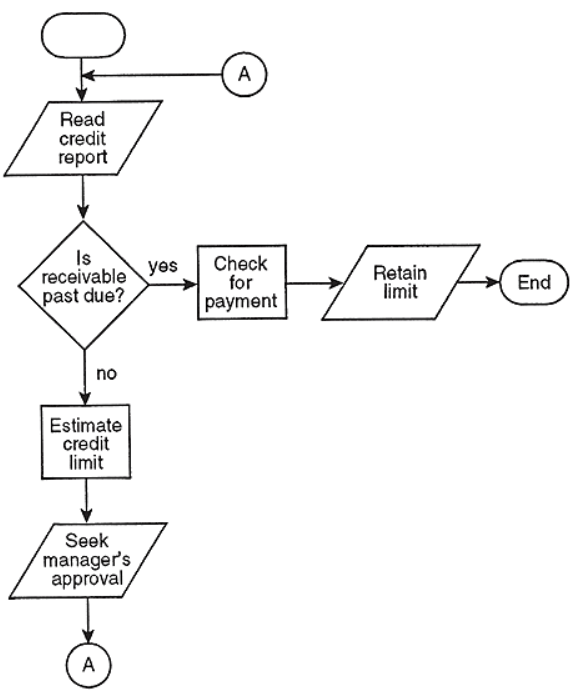 A
Read
credit
report
Is
receivable
past due?
yes
Check
for
payment
Retain
limit
End
no
Estimate
credit
limit
Seek
manager's
approval
A